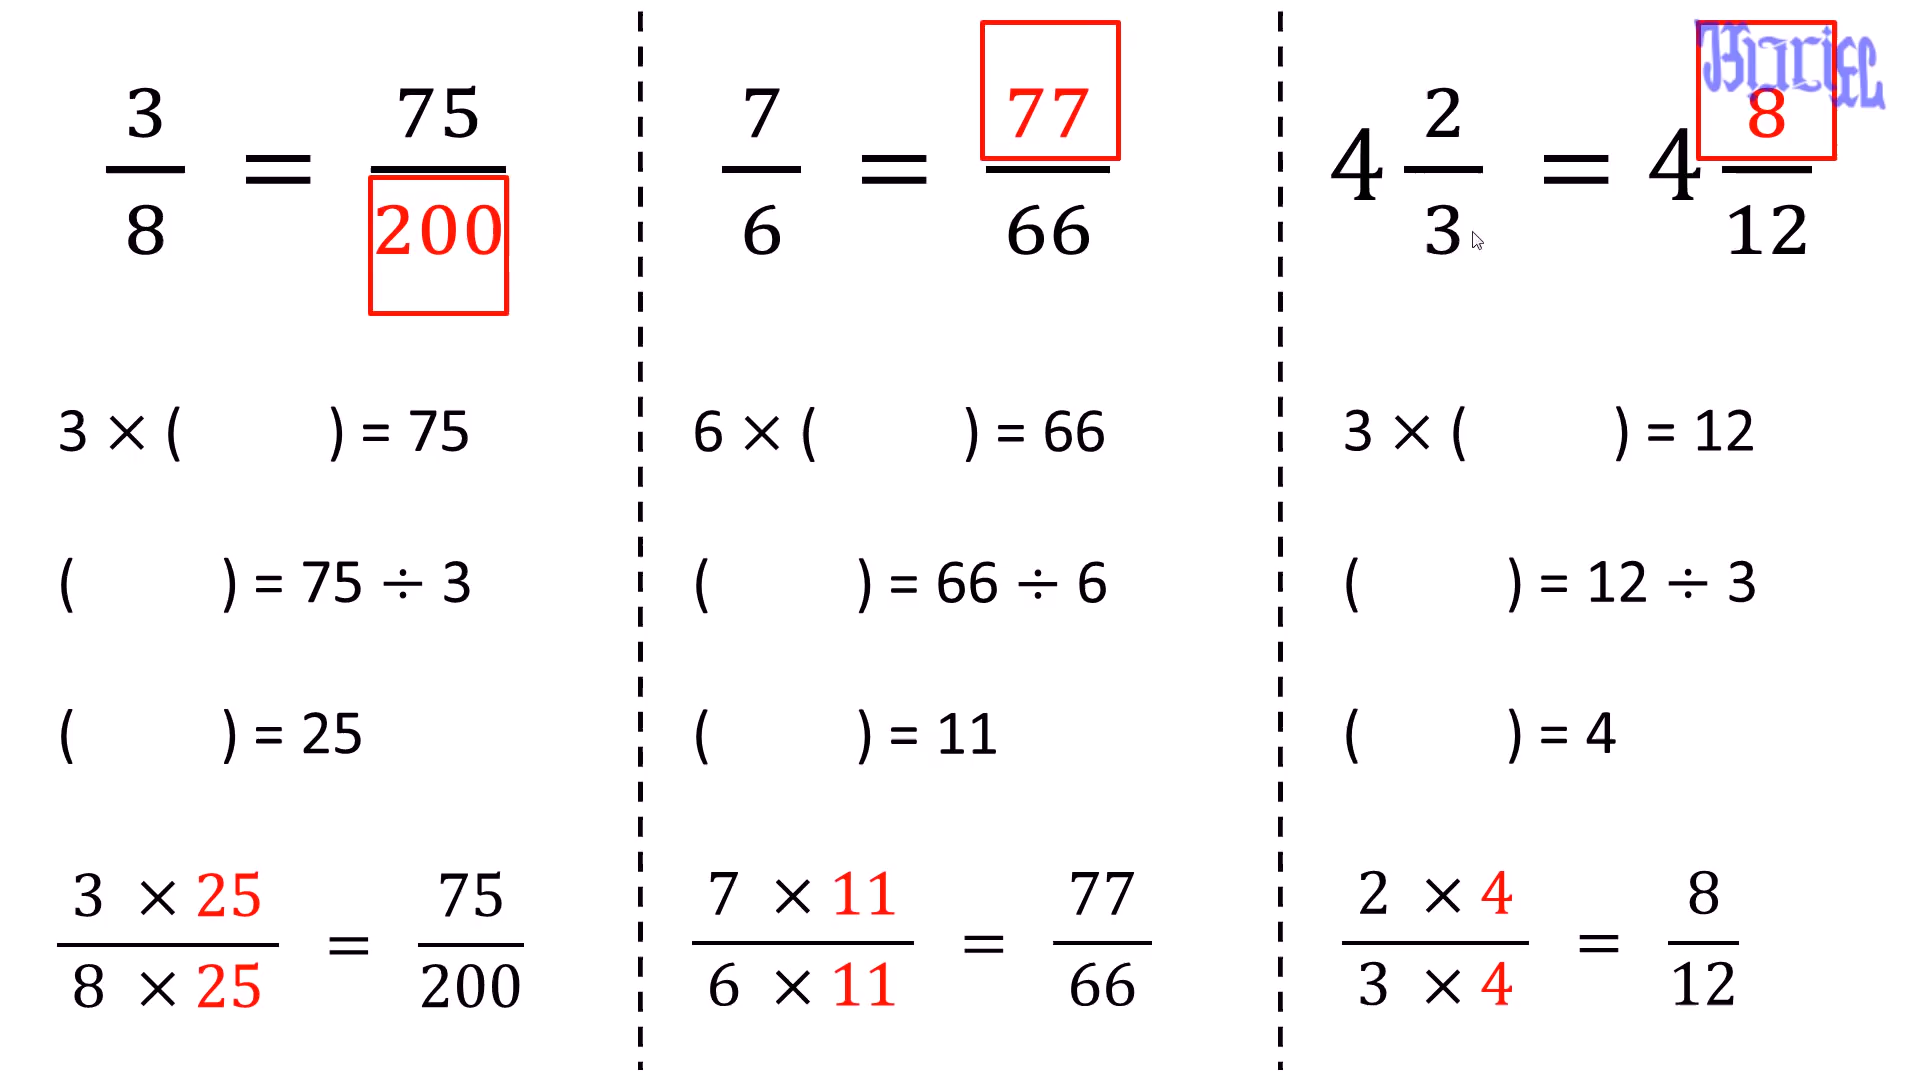 3/8 = 75/200
3 × (    ) = 75
(    ) = 75 ÷ 3
(    ) = 25
3 × 25 / 8 × 25 = 75/200
7/6 = 77/66
6 × (    ) = 66
(    ) = 66 ÷ 6
(    ) = 11
7 × 11 / 6 × 11 = 77/66
4 2/3 = 4 8/12
3 × (    ) = 12
(    ) = 12 ÷ 3
(    ) = 4
2 × 4 / 3 × 4 = 8/12